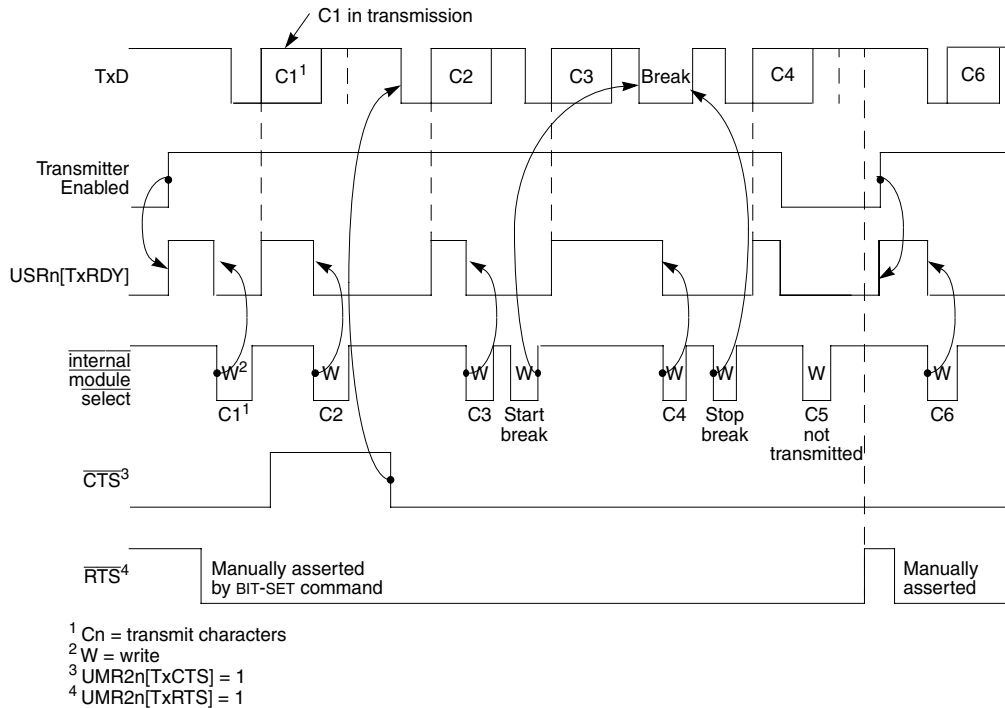 C1 in transmission
TxD
C1¹
C2
C3
Break
C4
C6
Transmitter
Enabled
USRn[TxRDY]
internal
module
select
W²
W
W
W
W
W
W
W
C1¹
C2
C3
Start
break
C4
Stop
break
C5
not
transmitted
C6
CTS³
RTS⁴
Manually asserted
by BIT-SET command
Manually
asserted
¹ Cn = transmit characters
² W = write
³ UMR2n[TxCTS] = 1
⁴ UMR2n[TxRTS] = 1